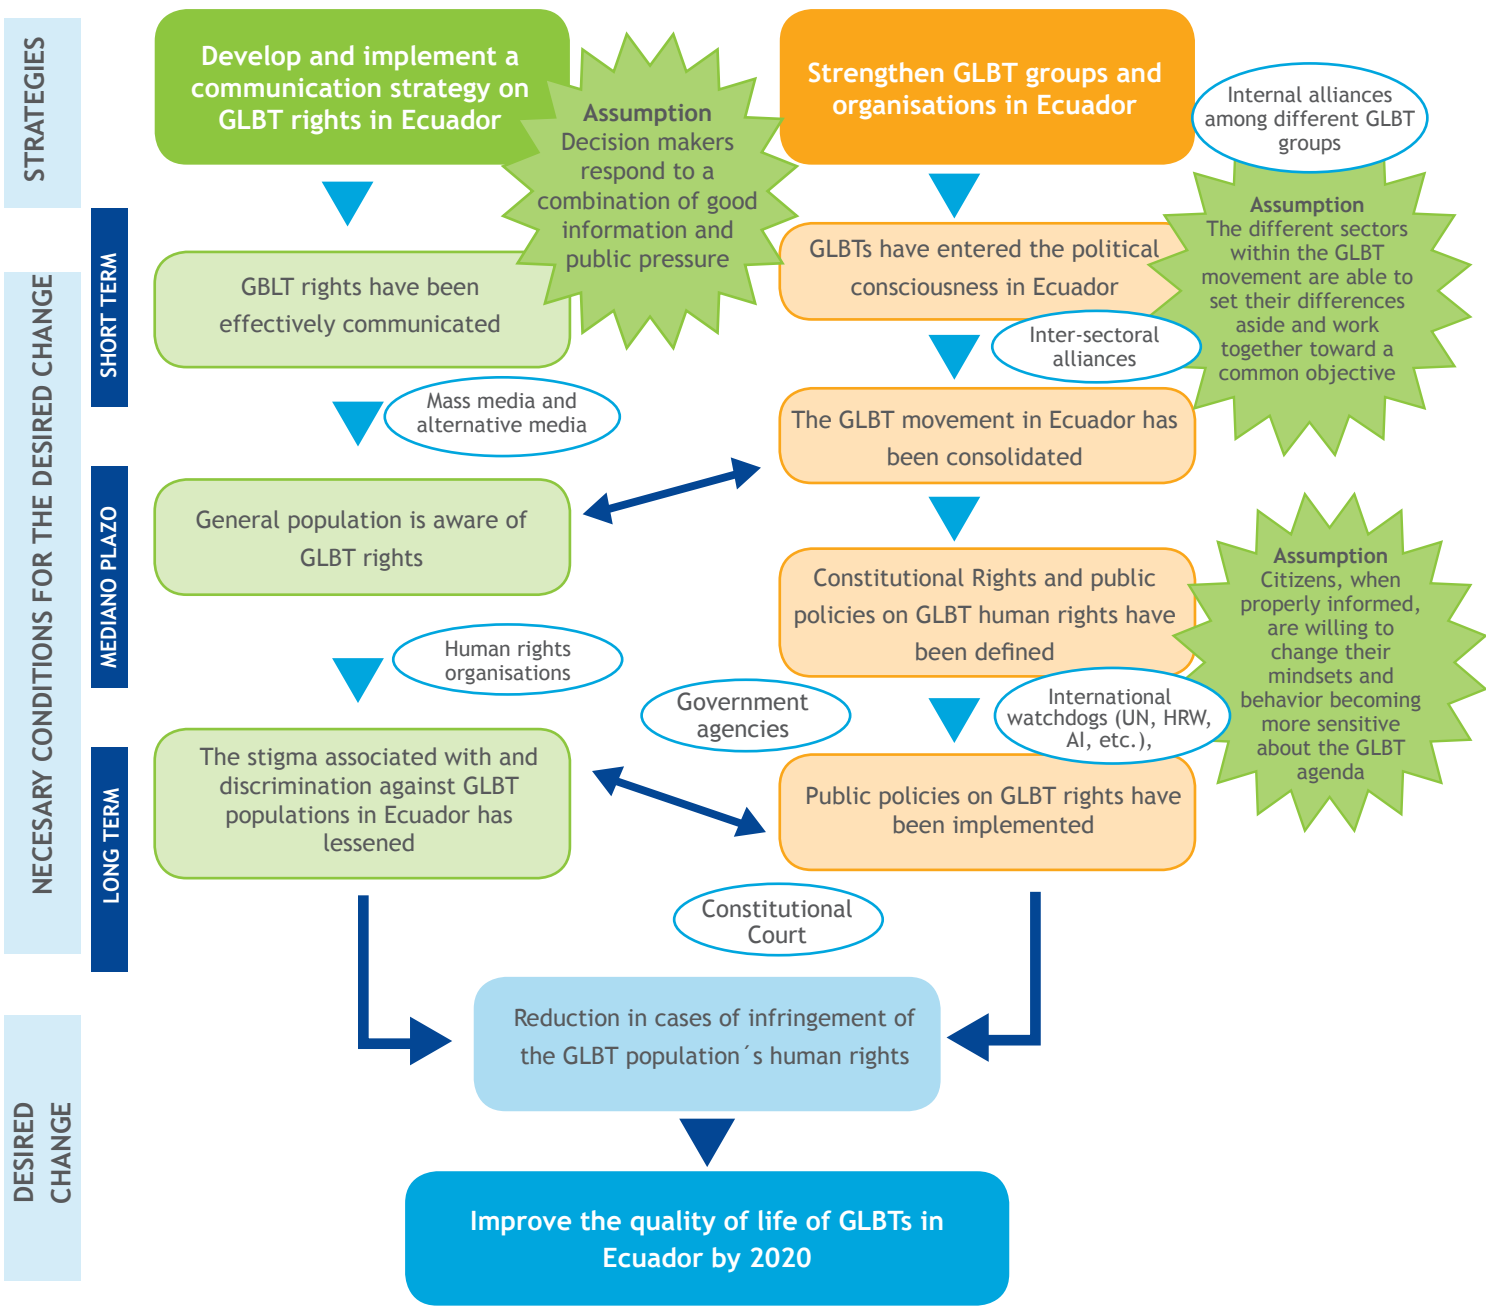 STRATEGIES
Develop and implement a
communication strategy on
GLBT rights in Ecuador
Assumption
Decision makers
respond to a
combination of good
information and
public pressure
Strengthen GLBT groups and
organisations in Ecuador
Internal alliances
among different GLBT
groups
Assumption
The different sectors
within the GLBT
movement are able to
set their differences
aside and work
together toward a
common objective
NECESARY CONDITIONS FOR THE DESIRED CHANGE
SHORT TERM
GBLT rights have been
effectively communicated
GLBTs have entered the political
consciousness in Ecuador
Inter-sectoral
alliances
Mass media and
alternative media
The GLBT movement in Ecuador has
been consolidated
MEDIANO PLAZO
General population is aware of
GLBT rights
Constitutional Rights and public
policies on GLBT human rights have
been defined
Assumption
Citizens, when
properly informed,
are willing to
change their
mindsets and
behavior becoming
more sensitive
about the GLBT
agenda
Human rights
organisations
Government
agencies
International
watchdogs (UN, HRW,
AI, etc.),
LONG TERM
The stigma associated with and
discrimination against GLBT
populations in Ecuador has
lessened
Public policies on GLBT rights have
been implemented
Constitutional
Court
DESIRED
CHANGE
Reduction in cases of infringement of
the GLBT population´s human rights
Improve the quality of life of GLBTs in
Ecuador by 2020